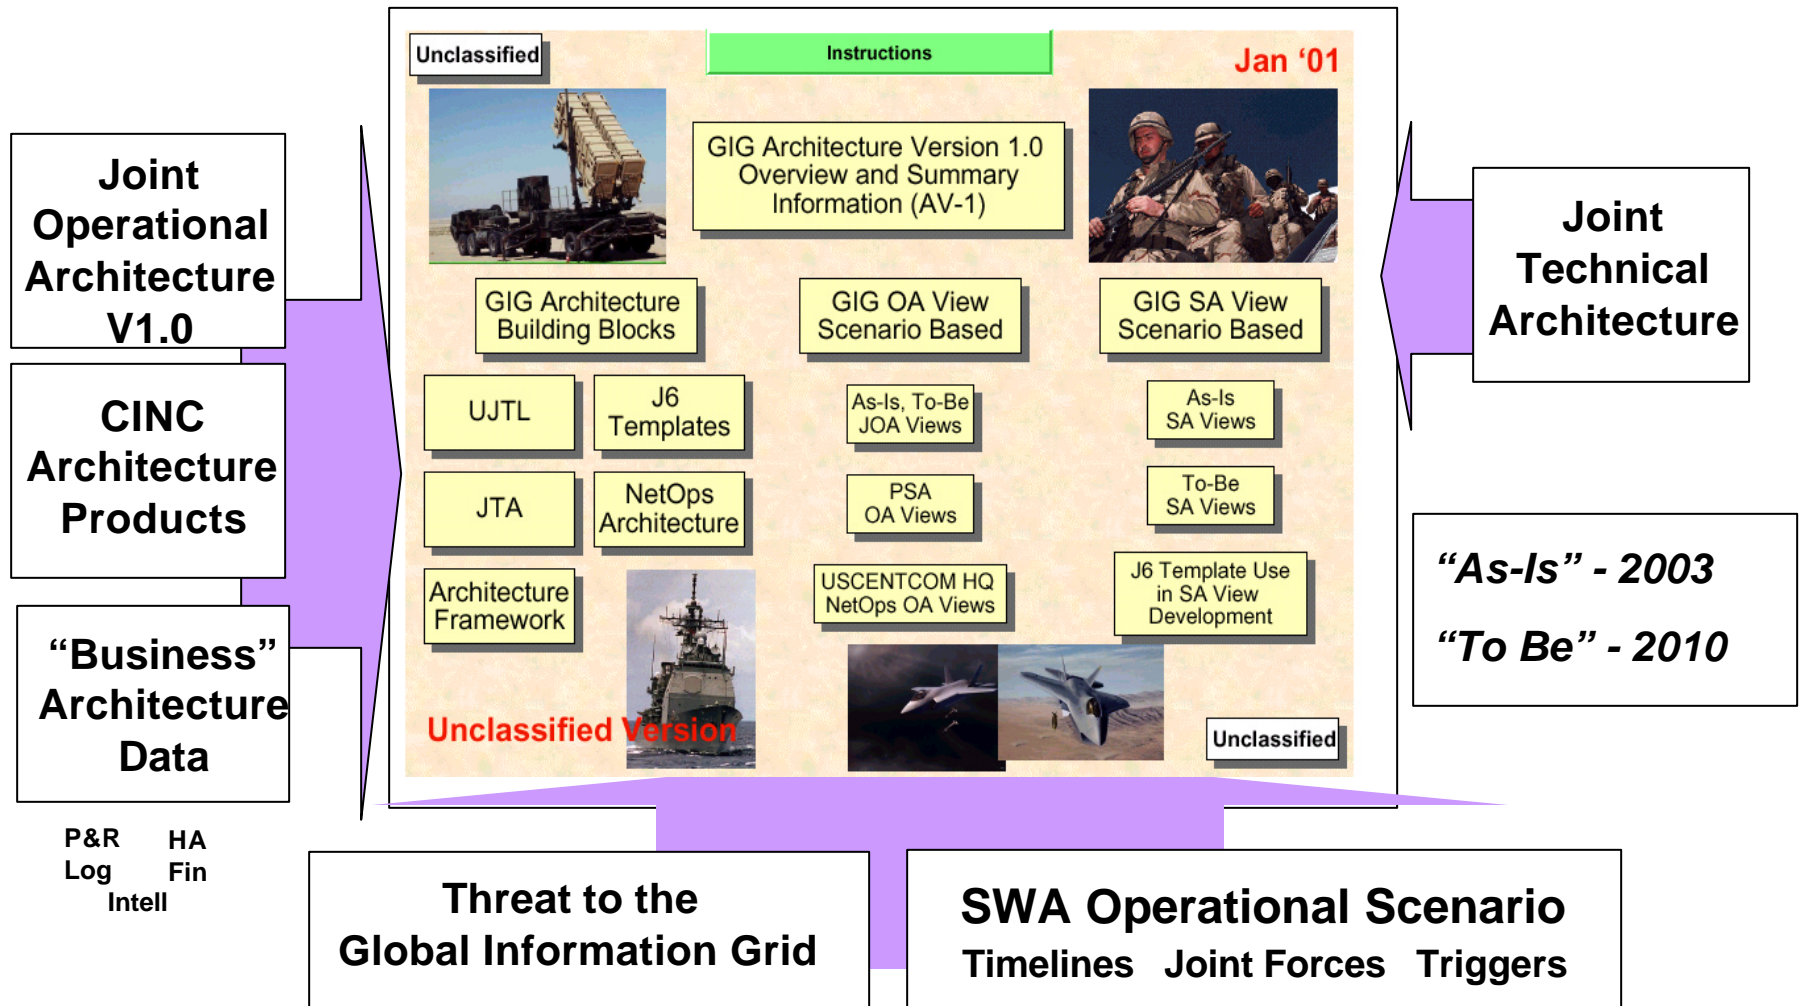 Unclassified
Instructions
Jan ‘01
GIG Architecture Version 1.0
Overview and Summary
Information (AV-1)
GIG Architecture
Building Blocks
GIG OA View
Scenario Based
GIG SA View
Scenario Based
UJTL
J6
Templates
As-Is, To-Be
JOA Views
As-Is
SA Views
JTA
NetOps
Architecture
PSA
OA Views
To-Be
SA Views
Architecture
Framework
USCENTCOM HQ
NetOps OA Views
J6 Template Use
in SA View
Development
Unclassified Version
Unclassified
Joint
Operational
Architecture
V1.0
CINC
Architecture
Products
“Business”
Architecture
Data
P&R HA
Log Fin
Intell
Joint
Technical
Architecture
“As-Is” - 2003
“To Be” - 2010
Threat to the
Global Information Grid
SWA Operational Scenario
Timelines Joint Forces Triggers